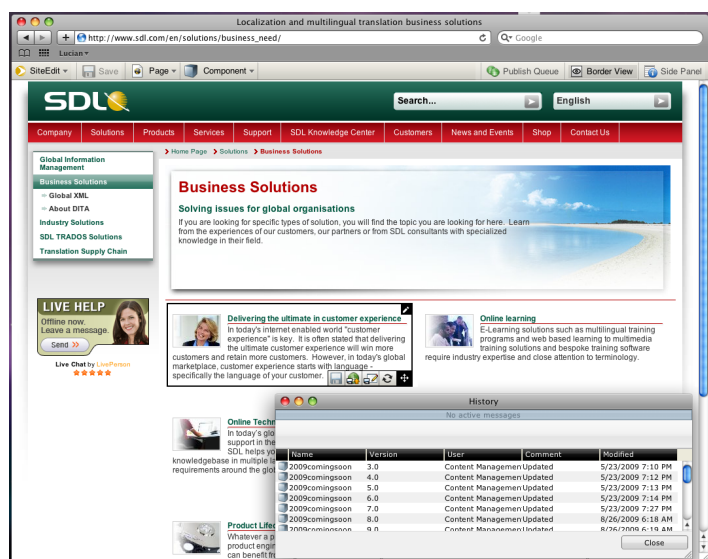 Localization and multilingual translation business solutions
http://www.sdl.com/en/solutions/business_need/
Google
Lucian
SiteEdit
Save
Page
Component
Publish Queue
Border View
Side Panel
SDL
Search...
English
Company
Solutions
Products
Services
Support
SDL Knowledge Center
Customers
News and Events
Shop
Contact Us
Home Page
Solutions
Business Solutions
Global Information
Management
Business Solutions
Global XML
About DITA
Industry Solutions
SDL TRADOS Solutions
Translation Supply Chain
Business Solutions
Solving issues for global organisations
If you are looking for specific types of solution, you will find the topic you are looking for here. Learn
from the experiences of our customers, our partners or from SDL consultants with specialized
knowledge in their field.
LIVE HELP
Offline now.
Leave a message.
Send
Live Chat by LivePerson
Delivering the ultimate in customer experience
In today's internet enabled world "customer
experience" is key. It is often stated that delivering
the ultimate customer experience will win more
customers and retain more customers. However, in today's global
marketplace, customer experience starts with language -
specifically the language of your customer.
Online learning
E-Learning solutions such as multilingual training
programs and web based learning to multimedia
training solutions and bespoke training software
require industry expertise and close attention to terminology.
Online Techn
In today's glo
support in the
SDL helps yo
knowledgebase in multiple la
requirements around the glo
Product Lifec
Whatever a p
product engin
can benefit fr
History
No active messages
Name Version User Comment Modified
2009comingsoon 3.0 Content Managemen Updated 5/23/2009 7:10 PM
2009comingsoon 4.0 Content Managemen Updated 5/23/2009 7:12 PM
2009comingsoon 5.0 Content Managemen Updated 5/23/2009 7:13 PM
2009comingsoon 6.0 Content Managemen Updated 5/23/2009 7:14 PM
2009comingsoon 7.0 Content Managemen Updated 5/23/2009 7:27 PM
2009comingsoon 8.0 Content Managemen Updated 8/26/2009 6:18 AM
2009comingsoon 9.0 Content Managemen Updated 8/26/2009 6:19 AM
Close